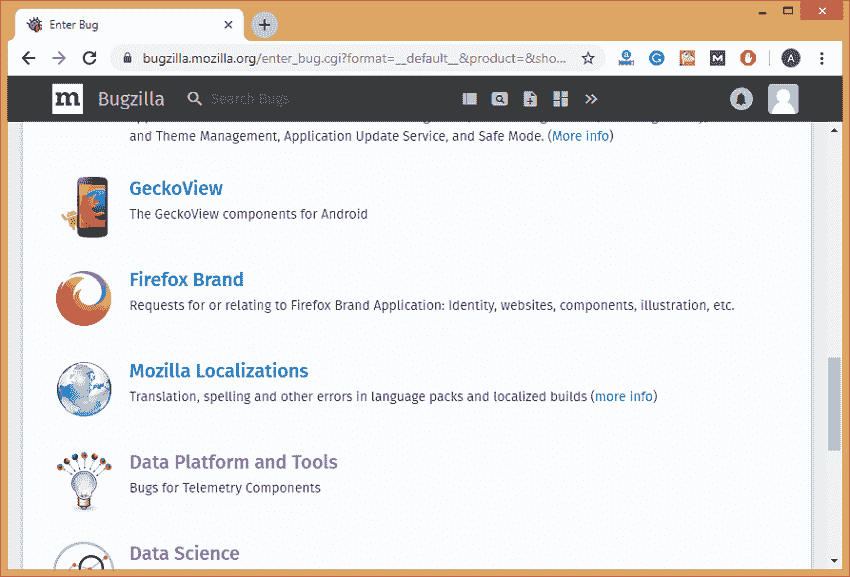 Enter Bug
bugzilla.mozilla.org/enter_bug.cgi?format=__default__&product=&sho...
A
m
Bugzilla
Search Bugs
and Theme Management, Application Update Service, and Safe Mode. (More info)
GeckoView
The GeckoView components for Android
Firefox Brand
Requests for or relating to Firefox Brand Application: Identity, websites, components, illustration, etc.
Mozilla Localizations
Translation, spelling and other errors in language packs and localized builds (more info)
Data Platform and Tools
Bugs for Telemetry Components
Data Science